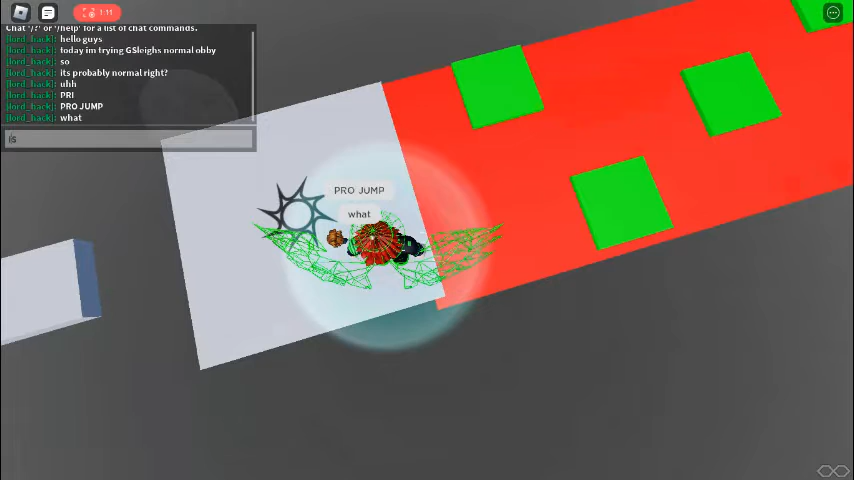 1:11
Chat '/?' or '/help' for a list of chat commands.
[lord_hack]: hello guys
[lord_hack]: today im trying GSleighs normal obby
[lord_hack]: so
[lord_hack]: its probably normal right?
[lord_hack]: uhh
[lord_hack]: PRI
[lord_hack]: PRO JUMP
[lord_hack]: what
(s
PRO JUMP
what